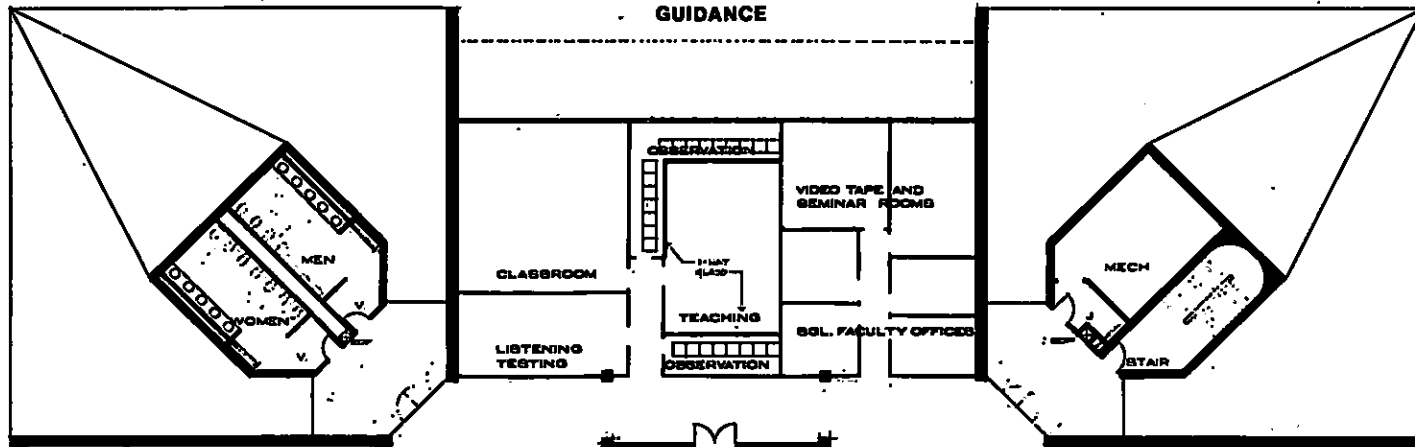 GUIDANCE
OBSERVATION
VIDEO TAPE AND
SEMINAR ROOMS
MEN
MECH
CLASSROOM
WOMEN
V.
TEACHING
SGL. FACULTY OFFICES
J
LISTENING
TESTING
OBSERVATION
V.
STAIR